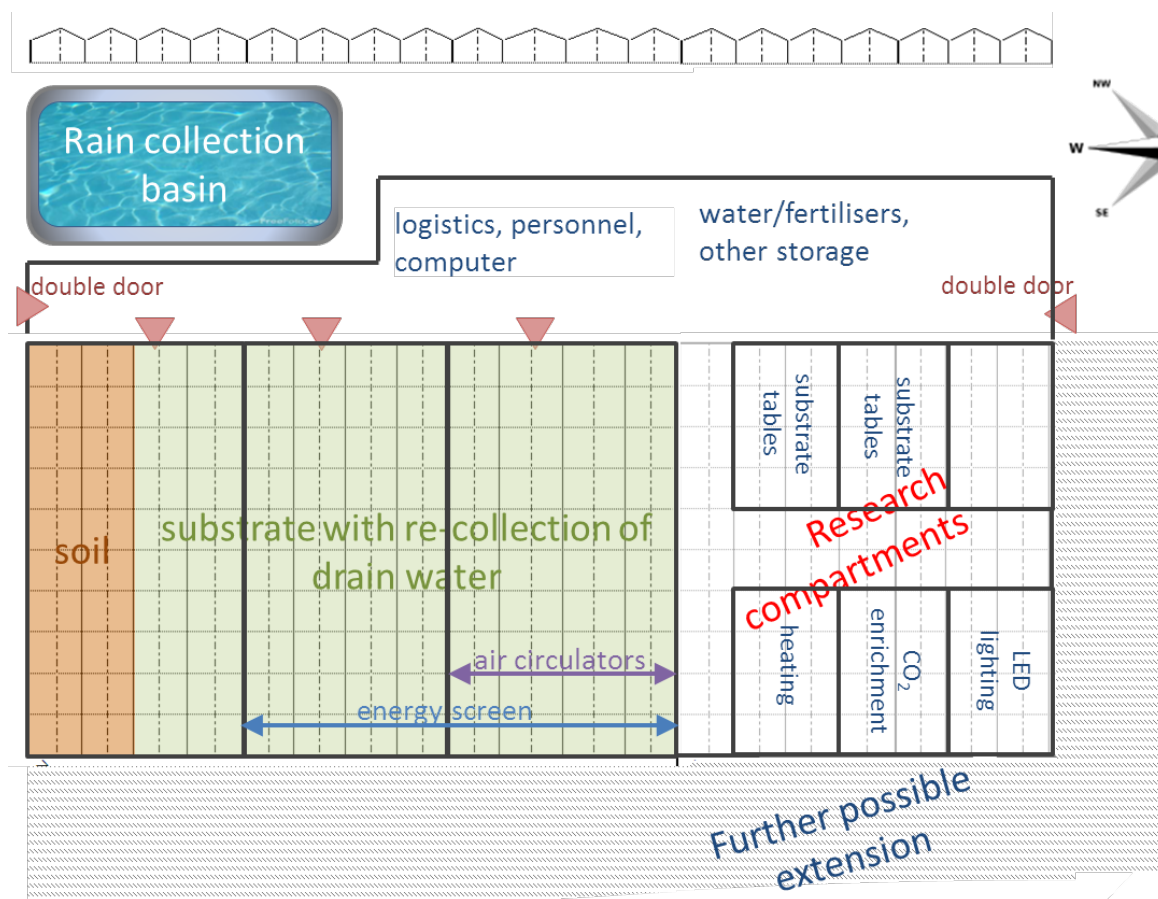 Rain collection
basin
NW
W
SE
logistics, personnel,
computer
water/fertilisers,
other storage
double door
double door
substrate
tables
substrate
tables
Research
compartments
soil
substrate with re-collection of
drain water
air circulators
energy screen
heating
CO2
enrichment
LED
lighting
Further possible
extension